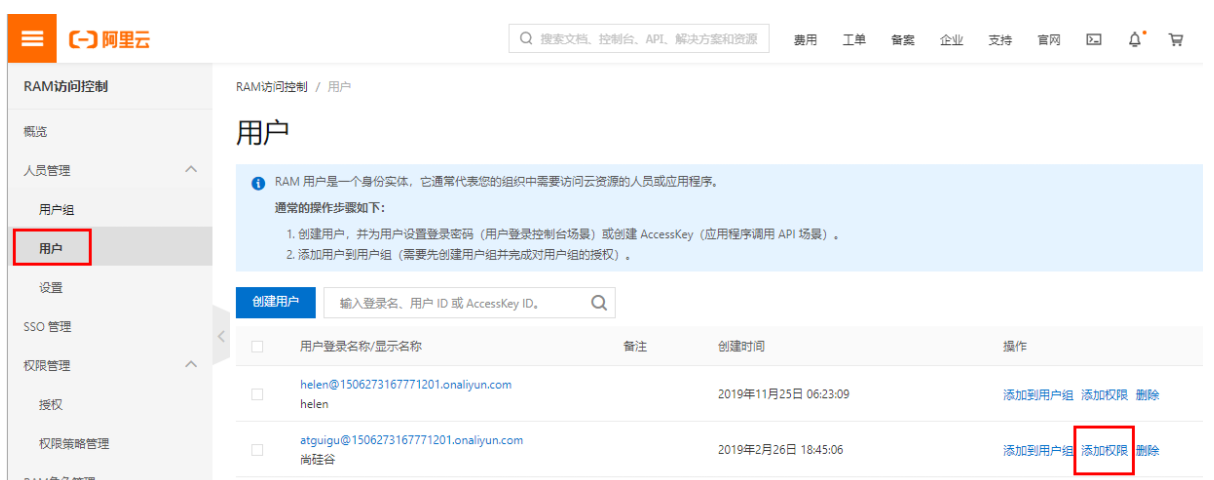 阿里云
搜索文档、控制台、API、解决方案和资源
费用 工单 备案 企业 支持 官网
RAM访问控制
RAM访问控制 / 用户
概览
用户
人员管理
RAM 用户是一个身份实体，它通常代表您的组织中需要访问云资源的人员或应用程序。
通常的操作步骤如下：
用户组
1. 创建用户，并为用户设置登录密码（用户登录控制台场景）或创建 AccessKey（应用程序调用 API 场景）。
用户
2. 添加用户到用户组（需要先创建用户组并完成对用户组的授权）。
设置
创建用户 输入登录名、用户 ID 或 AccessKey ID。
SSO 管理
用户登录名称/显示名称 备注 创建时间 操作
权限管理
helen@1506273167771201.onaliyun.com
helen
2019年11月25日 06:23:09
添加到用户组 添加权限 删除
授权
权限策略管理
atguigu@1506273167771201.onaliyun.com
尚硅谷
2019年2月26日 18:45:06
添加到用户组 添加权限 删除
RAM角色管理